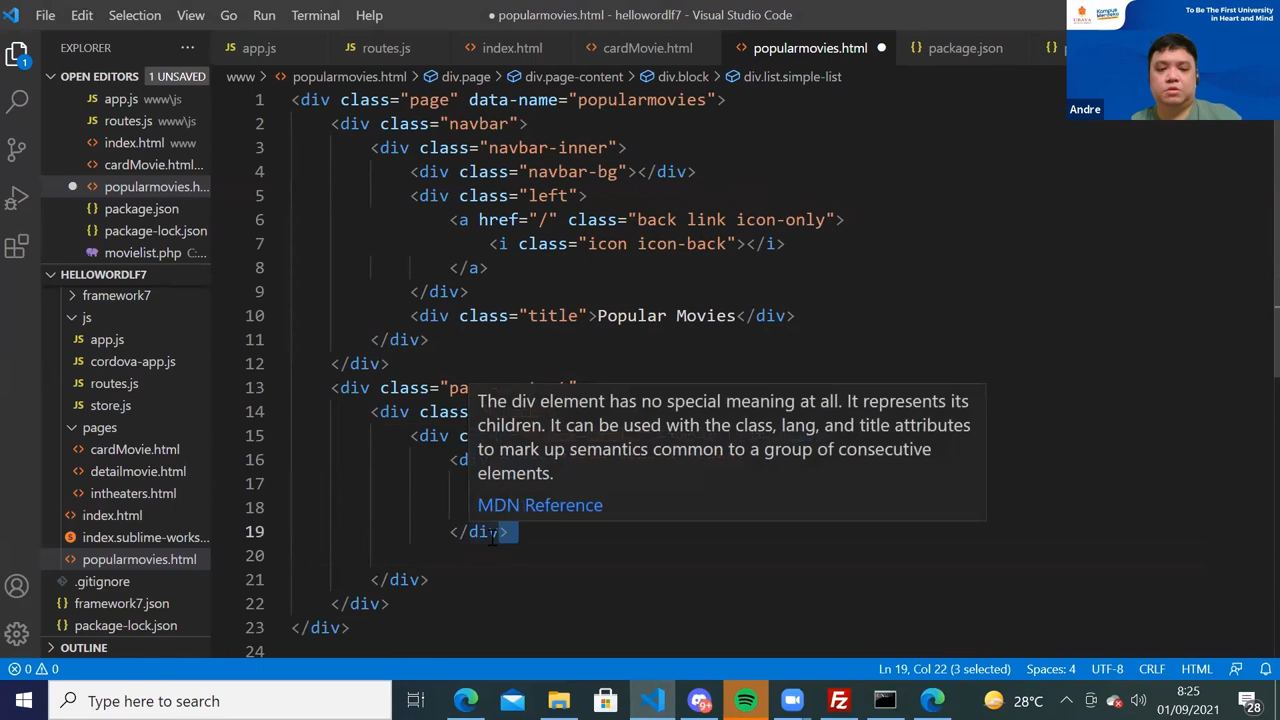 File Edit Selection View Go Run Terminal Help
● popularmovies.html - hellowordlf7 - Visual Studio Code
To Be The First University
in Heart and Mind
UBAYA
Kampus
Merdeka
Andre
EXPLORER ···
app.js
routes.js
index.html
cardMovie.html
popularmovies.html ●
package.json
OPEN EDITORS 1 UNSAVED
www > popularmovies.html > div.page > div.page-content > div.block > div.list.simple-list
app.js www\js
routes.js www\js
index.html www
cardMovie.html...
popularmovies.h...
package.json
package-lock.json
movielist.php C:...
HELLOWORDLF7
framework7
js
app.js
cordova-app.js
routes.js
store.js
pages
cardMovie.html
detailmovie.html
intheaters.html
index.html
index.sublime-works...
popularmovies.html
.gitignore
framework7.json
package-lock.json
OUTLINE
1 <div class="page" data-name="popularmovies">
2 <div class="navbar">
3 <div class="navbar-inner">
4 <div class="navbar-bg"></div>
5 <div class="left">
6 <a href="/" class="back link icon-only">
7 <i class="icon icon-back"></i>
8 </a>
9 </div>
10 <div class="title">Popular Movies</div>
11 </div>
12 </div>
13 <div class="pa
14 <div class
15 <div c
16 <d
17
18
19 </div>
20
21 </div>
22 </div>
23 </div>
24
The div element has no special meaning at all. It represents its
children. It can be used with the class, lang, and title attributes
to mark up semantics common to a group of consecutive
elements.
MDN Reference
0 0
Ln 19, Col 22 (3 selected) Spaces: 4 UTF-8 CRLF HTML
Type here to search
28°C
8:25
01/09/2021
28